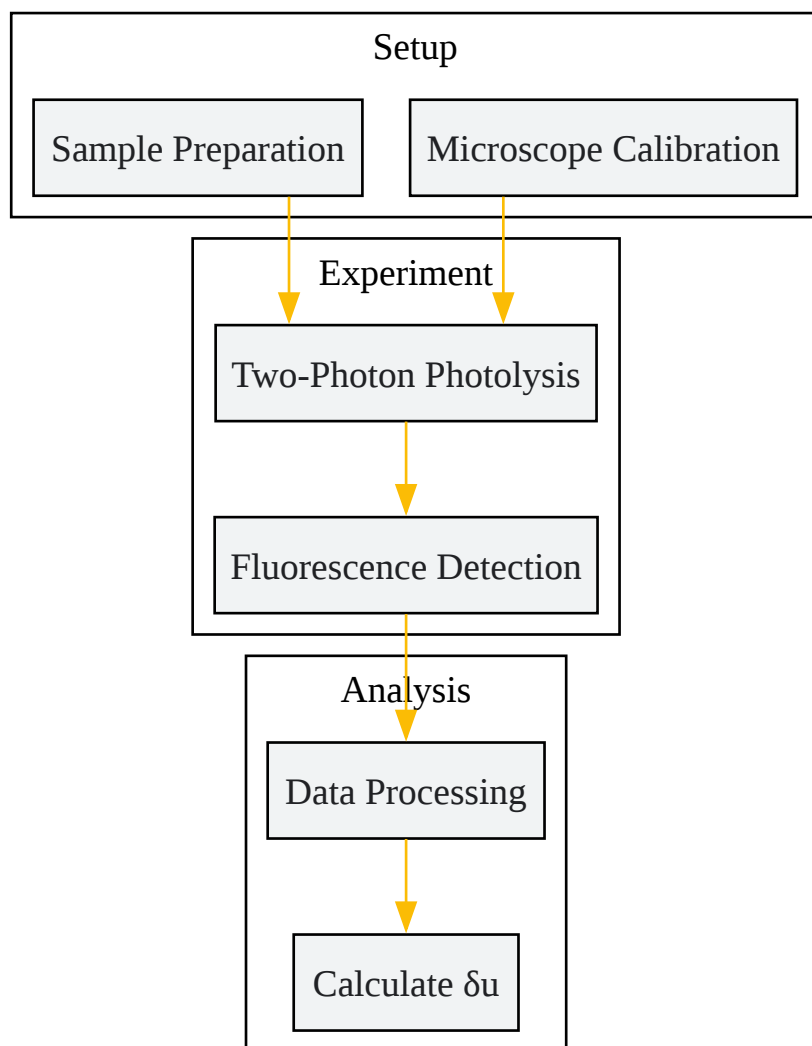 Setup
Sample Preparation
Microscope Calibration
Experiment
Two-Photon Photolysis
Fluorescence Detection
Analysis
Data Processing
Calculate δu